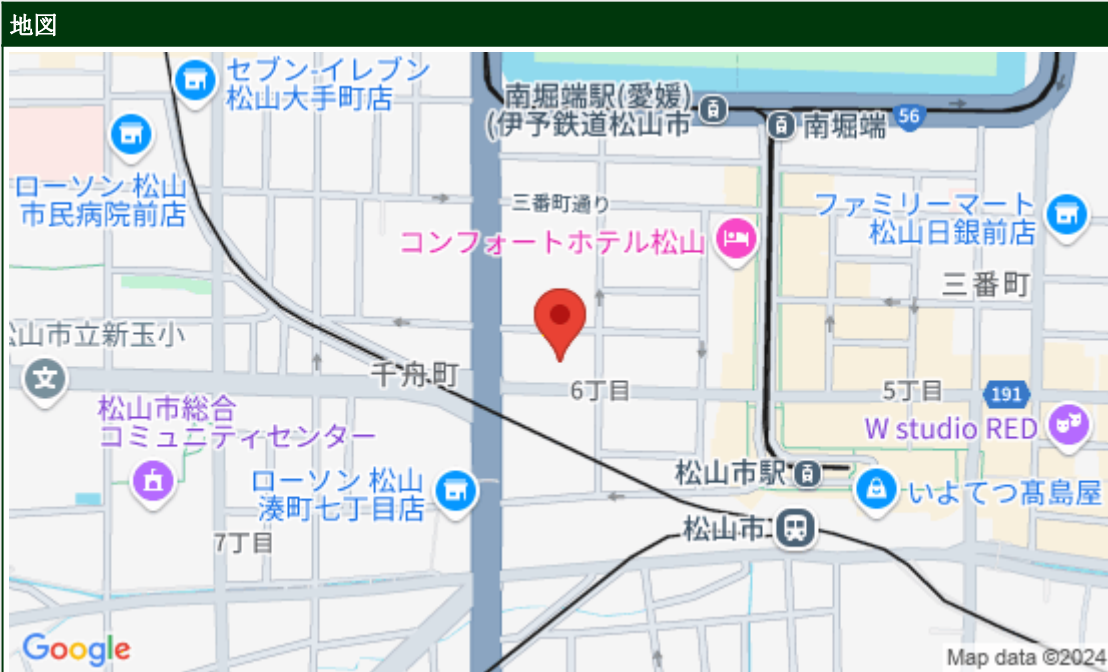 地図
セブン-イレブン
松山大手町店
南堀端駅(愛媛)
(伊予鉄道松山市
南堀端
56
ローソン 松山
市民病院前店
三番町通り
ファミリーマート
松山日銀前店
コンフォートホテル松山
三番町
松山市立新玉小
文
千舟町
6丁目
5丁目
191
松山市総合
コミュニティセンター
W studio RED
ローソン 松山
湊町七丁目店
松山市駅
いよてつ髙島屋
松山市
7丁目
Google
Map data ©2024